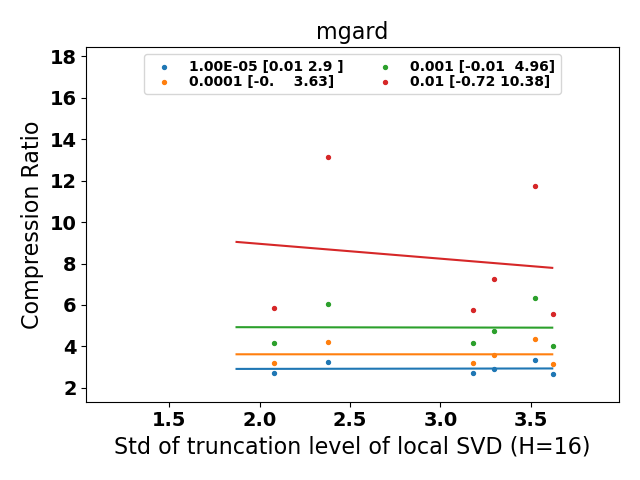 mgard
1.00E-05 [0.01 2.9 ]
0.0001 [-0. 3.63]
0.001 [-0.01 4.96]
0.01 [-0.72 10.38]
18
16
14
12
10
8
6
4
2
Compression Ratio
1.5 2.0 2.5 3.0 3.5
Std of truncation level of local SVD (H=16)